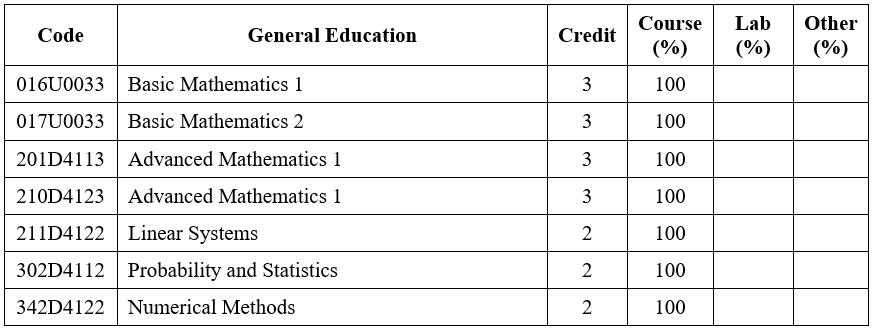 Code General Education Credit Course (%) Lab (%) Other (%)
016U0033 Basic Mathematics 1 3 100
017U0033 Basic Mathematics 2 3 100
201D4113 Advanced Mathematics 1 3 100
210D4123 Advanced Mathematics 1 3 100
211D4122 Linear Systems 2 100
302D4112 Probability and Statistics 2 100
342D4122 Numerical Methods 2 100